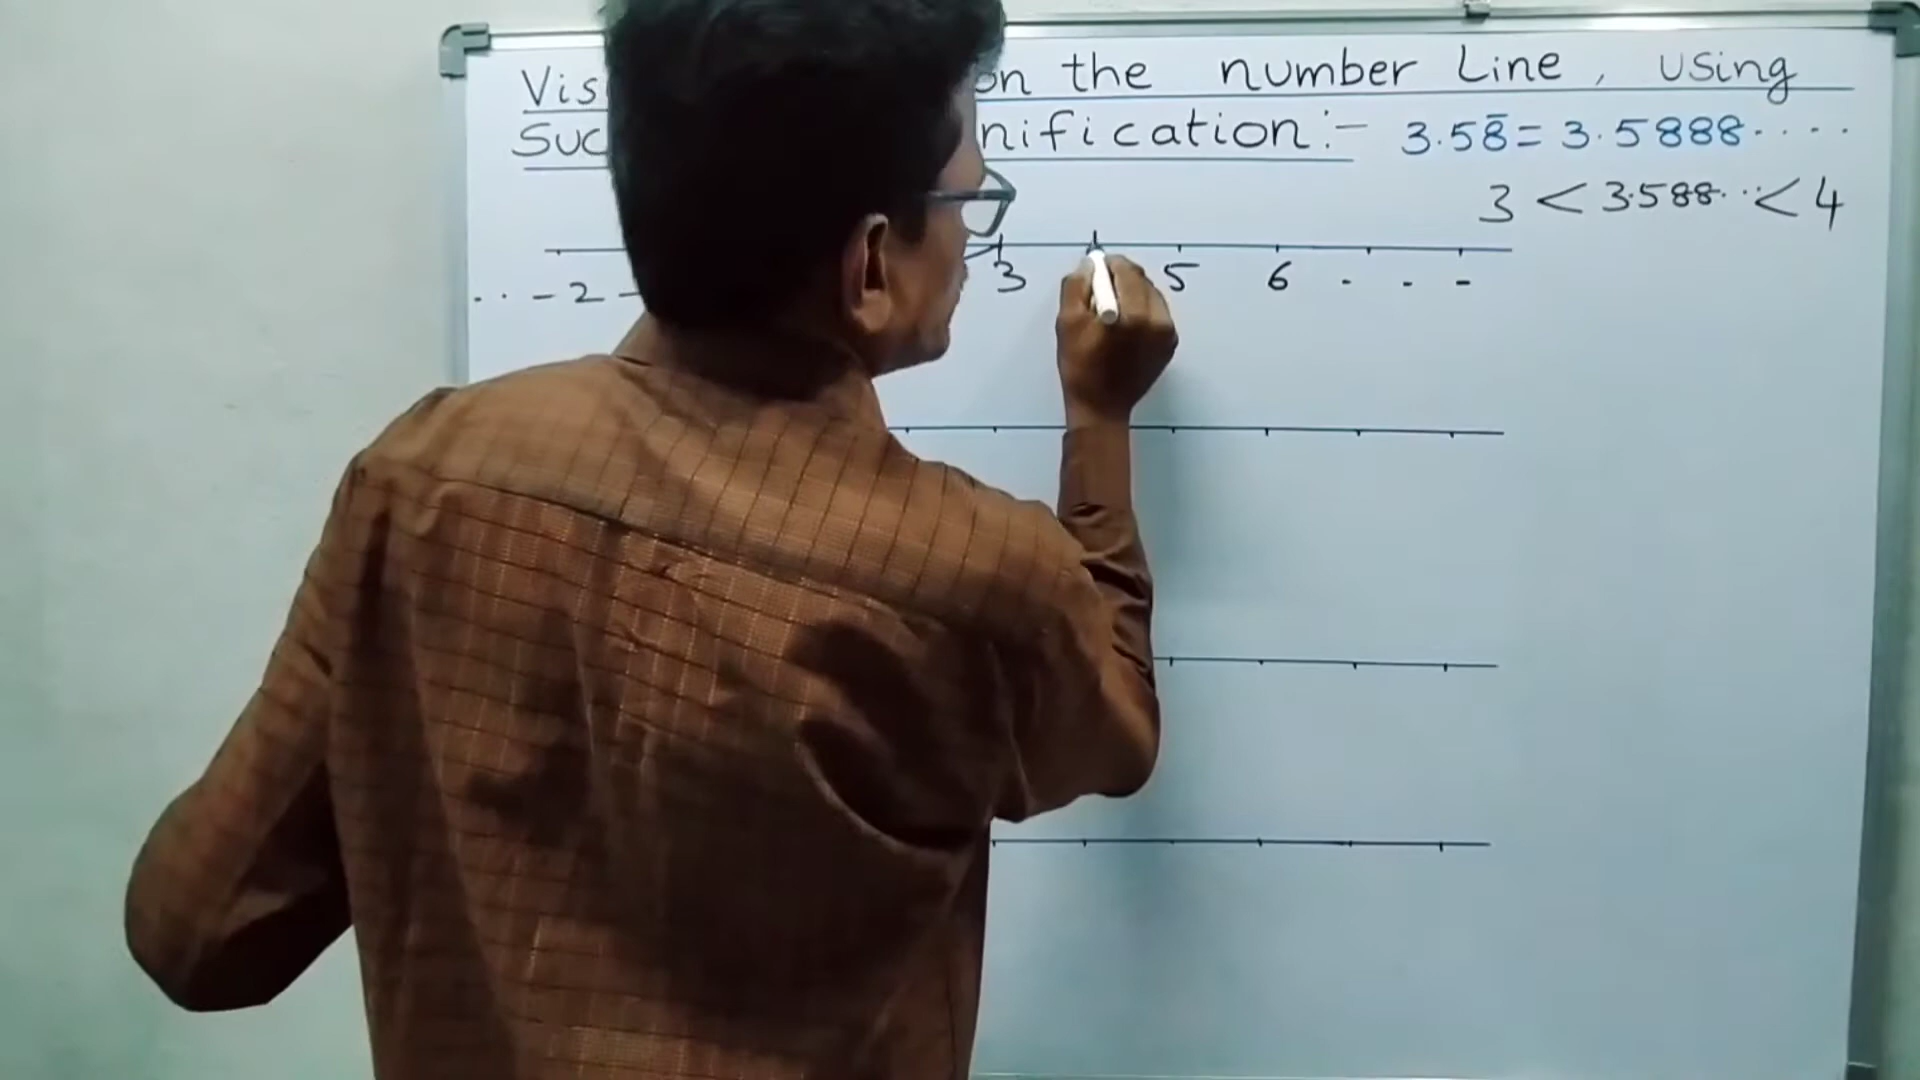 Vis on the number Line, using
Suc nification:- 3.58̅ = 3.5888.....
3 < 3.588... < 4
.. -2 - 3 5 6 - - -